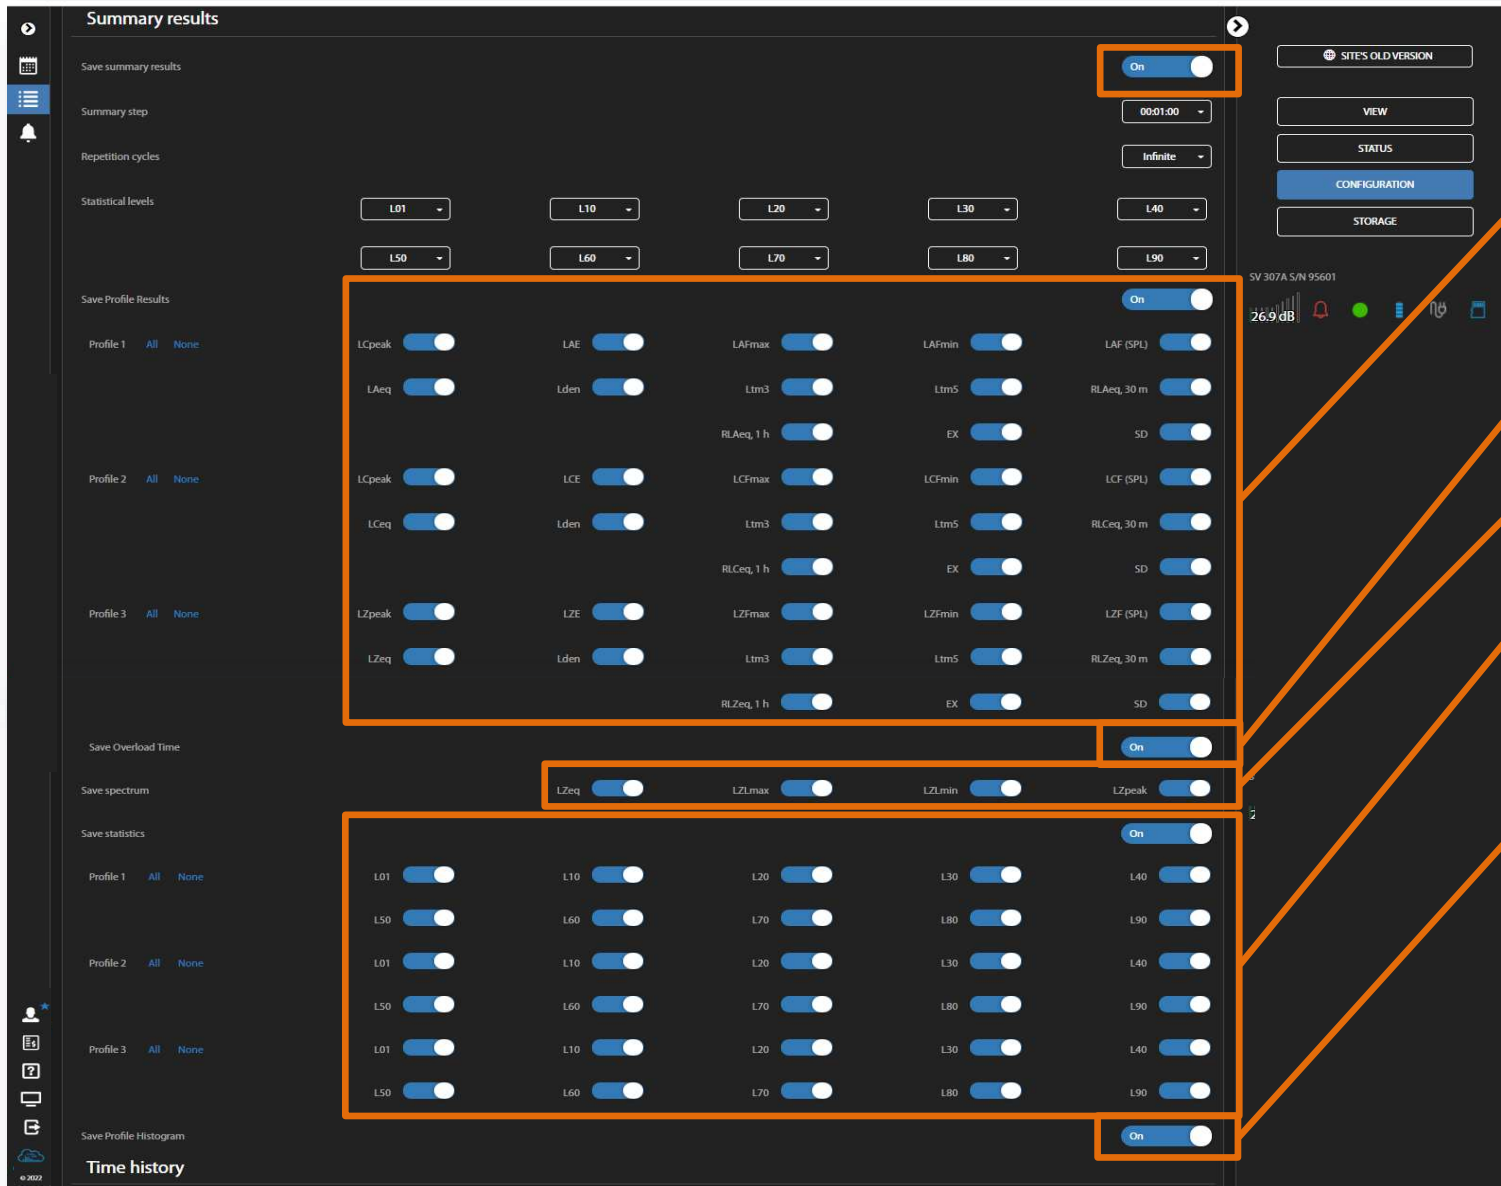 Summary results
Save summary results On
Summary step 00:01:00
Repetition cycles Infinite
Statistical levels L01 L10 L20 L30 L40
L50 L60 L70 L80 L90
Save Profile Results On
Profile 1 All None LCpeak LAE LAFmax LAFmin LAF (SPL)
LAeq Lden Ltm3 Ltm5 RLAeq, 30 m
RLAeq, 1 h EX SD
Profile 2 All None LCpeak LCE LCFmax LCFmin LCF (SPL)
LCeq Lden Ltm3 Ltm5 RLCeq, 30 m
RLCeq, 1 h EX SD
Profile 3 All None LZpeak LZE LZFmax LZFmin LZF (SPL)
LZeq Lden Ltm3 Ltm5 RLZeq, 30 m
RLZeq, 1 h EX SD
Save Overload Time On
Save spectrum LZeq LZLmax LZLmin LZpeak
Save statistics On
Profile 1 All None L01 L10 L20 L30 L40
L50 L60 L70 L80 L90
Profile 2 All None L01 L10 L20 L30 L40
L50 L60 L70 L80 L90
Profile 3 All None L01 L10 L20 L30 L40
L50 L60 L70 L80 L90
Save Profile Histogram On
Time history
© 2022
SITE'S OLD VERSION
VIEW
STATUS
CONFIGURATION
STORAGE
SV 307A S/N 95601
26.9 dB